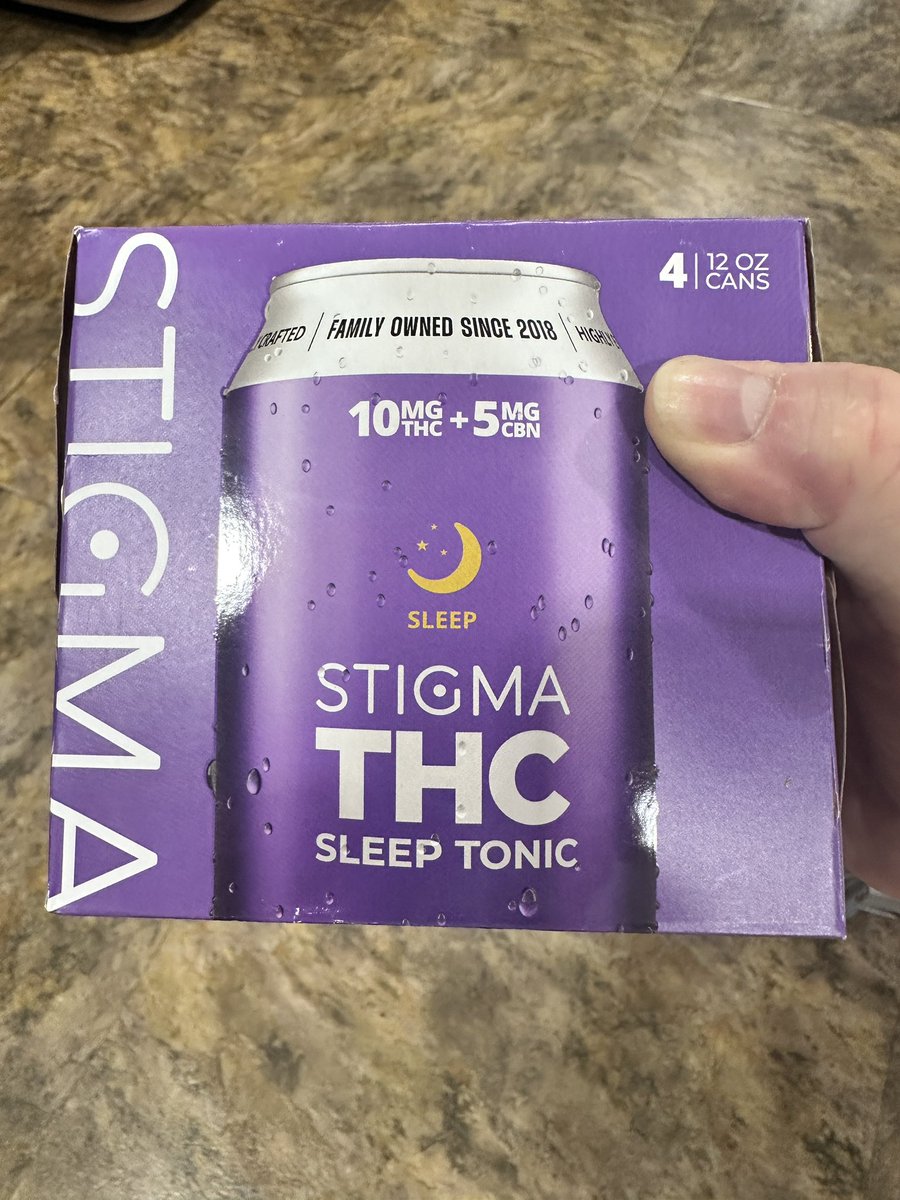 STIGMA
4 | 12 OZ CANS
CRAFTED | FAMILY OWNED SINCE 2018 | HIGHLY
10MG THC + 5MG CBN
SLEEP
STIGMA
THC
SLEEP TONIC